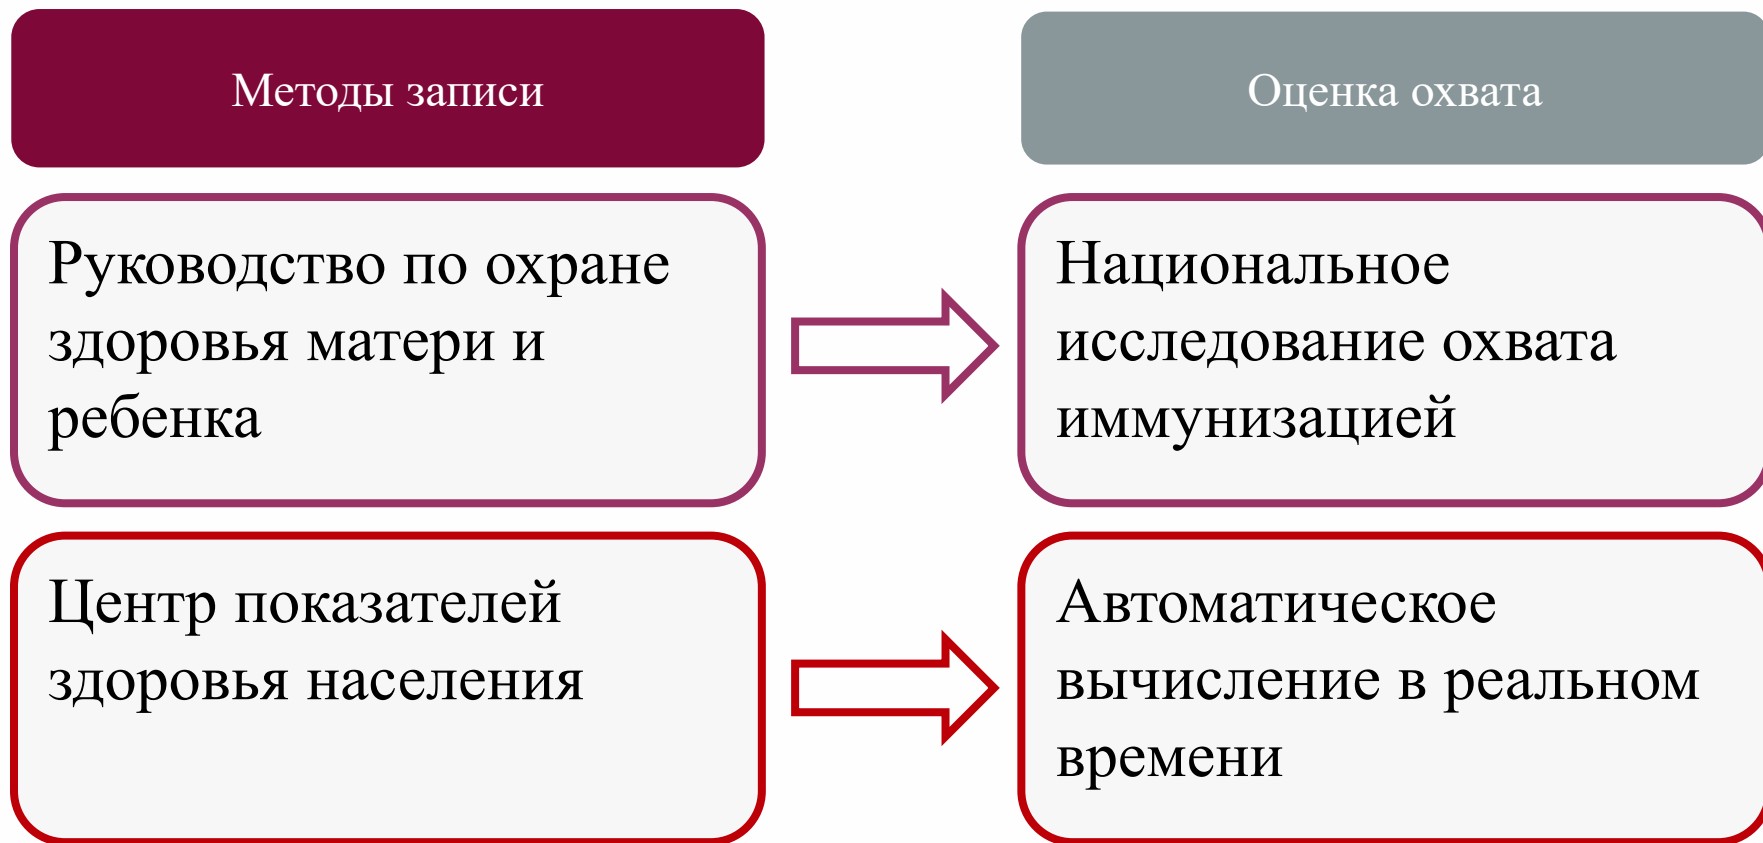 Методы записи
Оценка охвата
Руководство по охране
здоровья матери и
ребенка
Национальное
исследование охвата
иммунизацией
Центр показателей
здоровья населения
Автоматическое
вычисление в реальном
времени